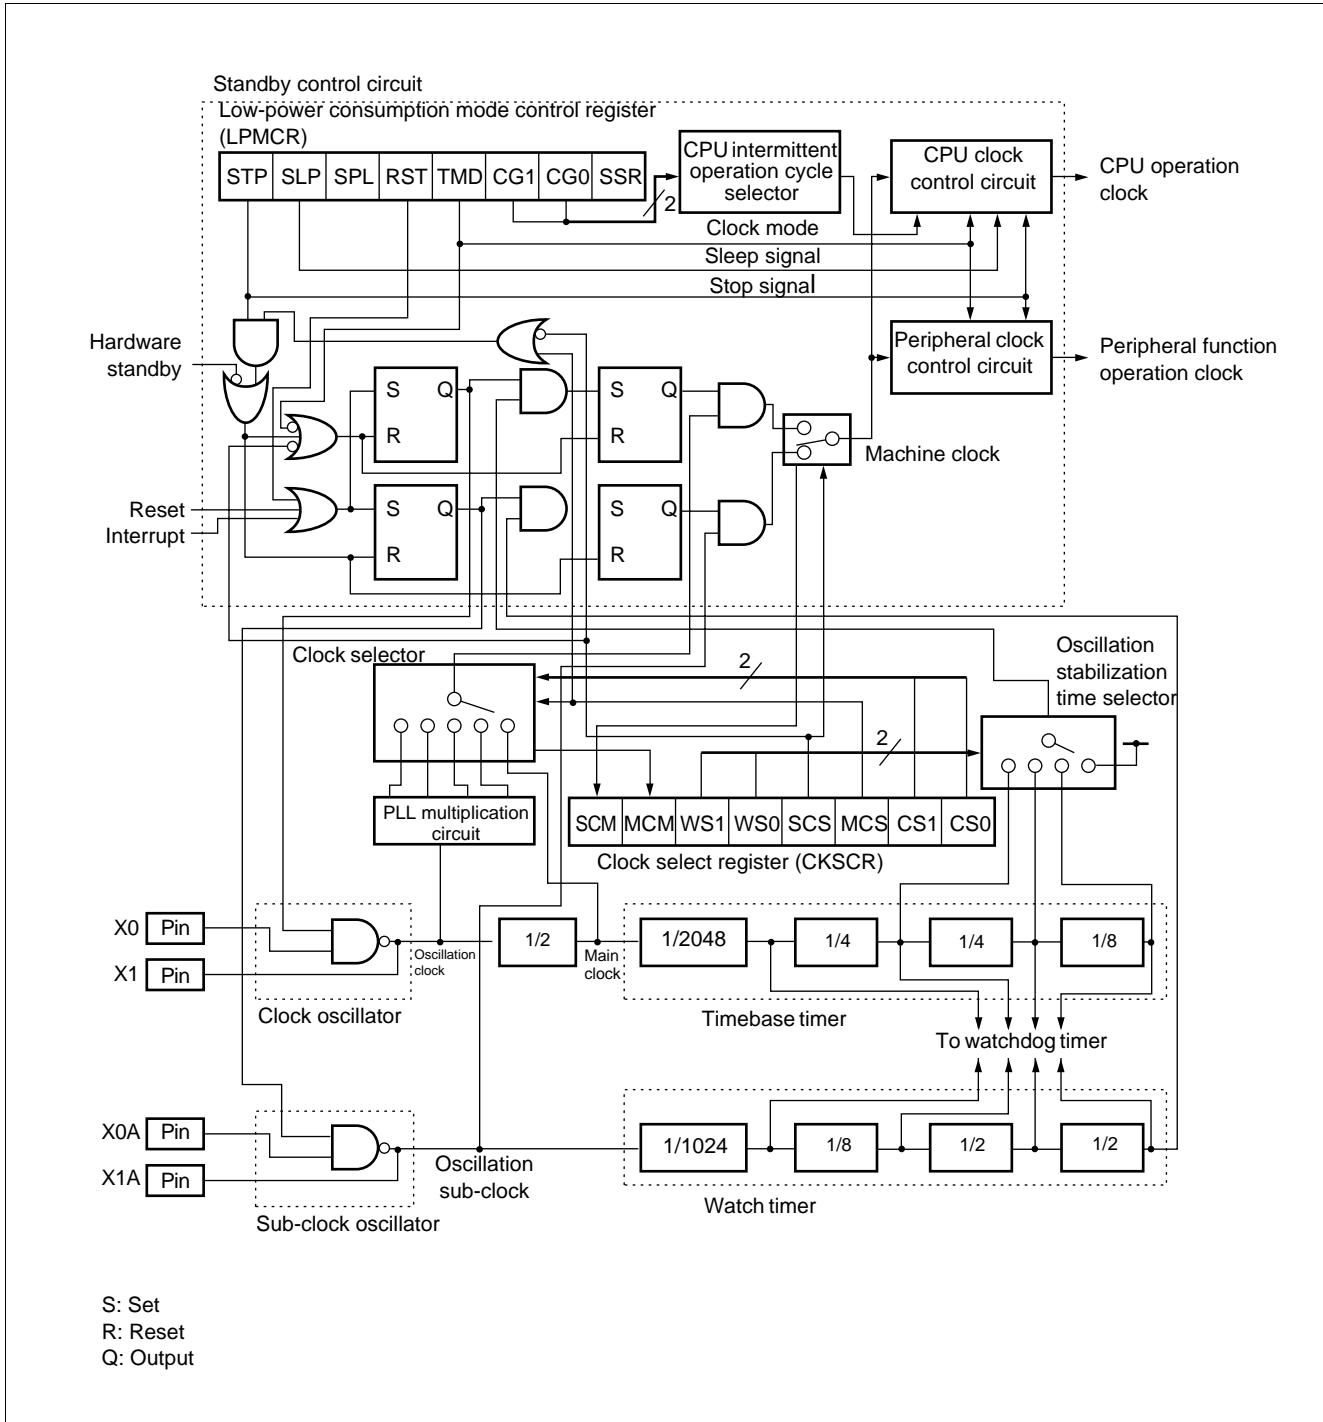 Standby control circuit
Low-power consumption mode control register
(LPMCR)
STP SLP SPL RST TMD CG1 CG0 SSR
2
CPU intermittent
operation cycle
selector
CPU clock
control circuit
CPU operation
clock
Clock mode
Sleep signal
Stop signal
Hardware
standby
Peripheral clock
control circuit
Peripheral function
operation clock
S Q
R
S Q
R
Machine clock
Reset
Interrupt
S Q
R
S Q
R
Clock selector
2
Oscillation
stabilization
time selector
2
PLL multiplication
circuit
SCM MCM WS1 WS0 SCS MCS CS1 CS0
Clock select register (CKSCR)
X0 Pin
X1 Pin
Oscillation
clock
1/2
Main
clock
1/2048
1/4
1/4
1/8
Clock oscillator
Timebase timer
To watchdog timer
X0A Pin
X1A Pin
Oscillation
sub-clock
1/1024
1/8
1/2
1/2
Sub-clock oscillator
Watch timer
S: Set
R: Reset
Q: Output